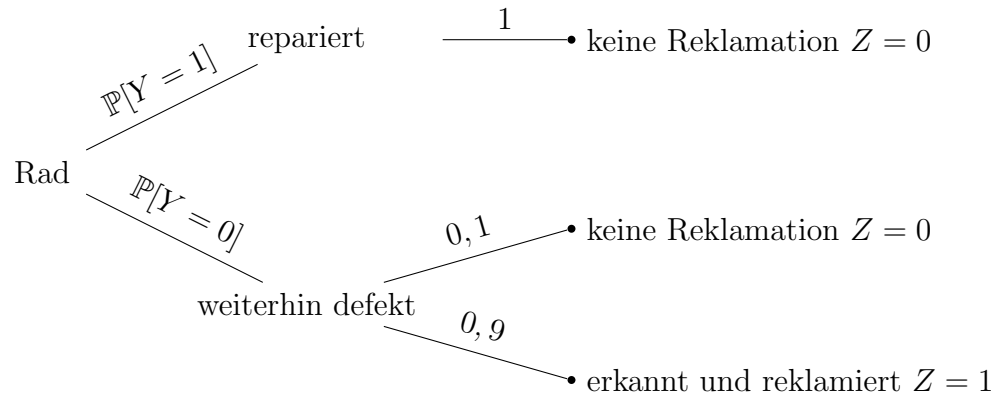 repariert
1
keine Reklamation Z = 0
ℙ[Y = 1]
Rad
ℙ[Y = 0]
0, 1
keine Reklamation Z = 0
weiterhin defekt
0, 9
erkannt und reklamiert Z = 1